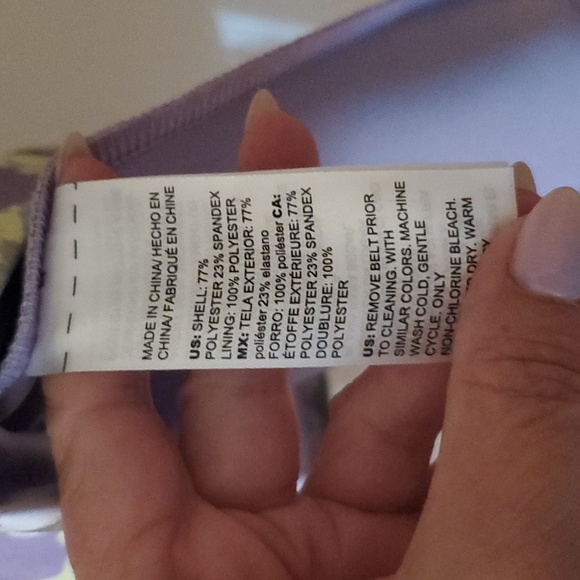 MADE IN CHINA/ HECHO EN
CHINA/ FABRIQUÉ EN CHINE
US: SHELL: 77%
POLYESTER 23% SPANDEX
LINING: 100% POLYESTER
MX: TELA EXTERIOR: 77%
poliéster 23% elastano
FORRO: 100% poliéster CA:
ÉTOFFE EXTÉRIEURE: 77%
POLYESTER 23% SPANDEX
DOUBLURE: 100%
POLYESTER
US: REMOVE BELT PRIOR
TO CLEANING. WITH
SIMILAR COLORS. MACHINE
WASH COLD, GENTLE
CYCLE, ONLY
NON-CHLORINE BLEACH.
DRY. WARM